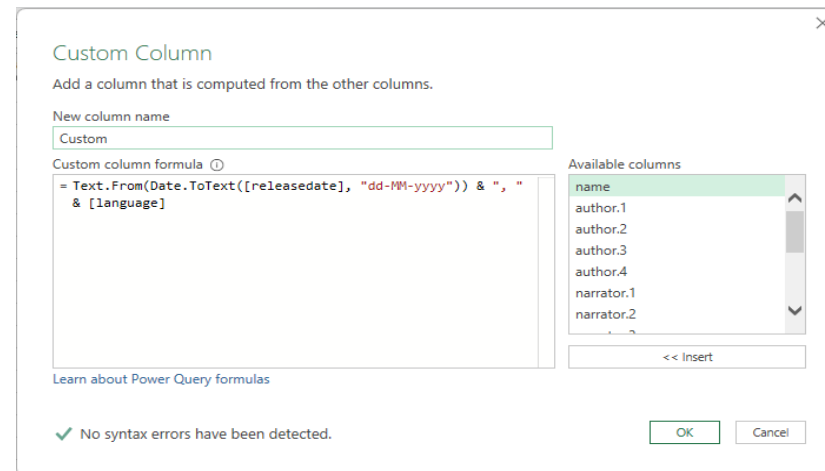 Custom Column
Add a column that is computed from the other columns.
New column name
Custom
Custom column formula
Available columns
= Text.From(Date.ToText([releasedate], "dd-MM-yyyy")) & ", "
& [language]
name
author.1
author.2
author.3
author.4
narrator.1
narrator.2
<< Insert
Learn about Power Query formulas
No syntax errors have been detected.
OK
Cancel